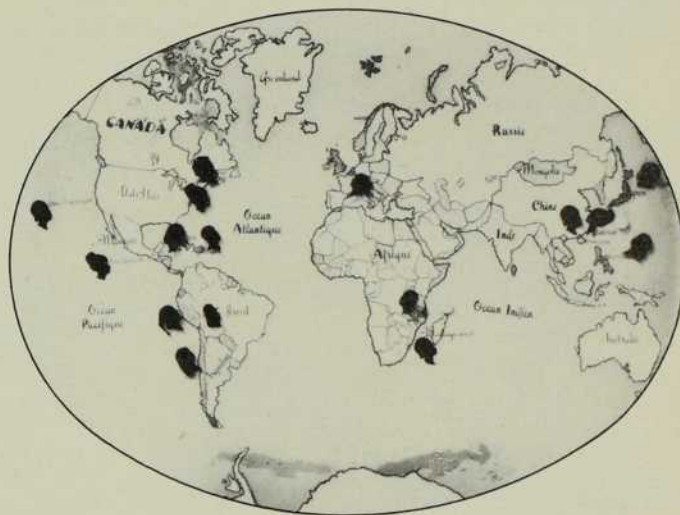 Groenland
CANADA
Russie
Mongolie
Chine
Océan
Atlantique
Inde
Afrique
Océan
Pacifique
Brésil
Océan Indien
Australie